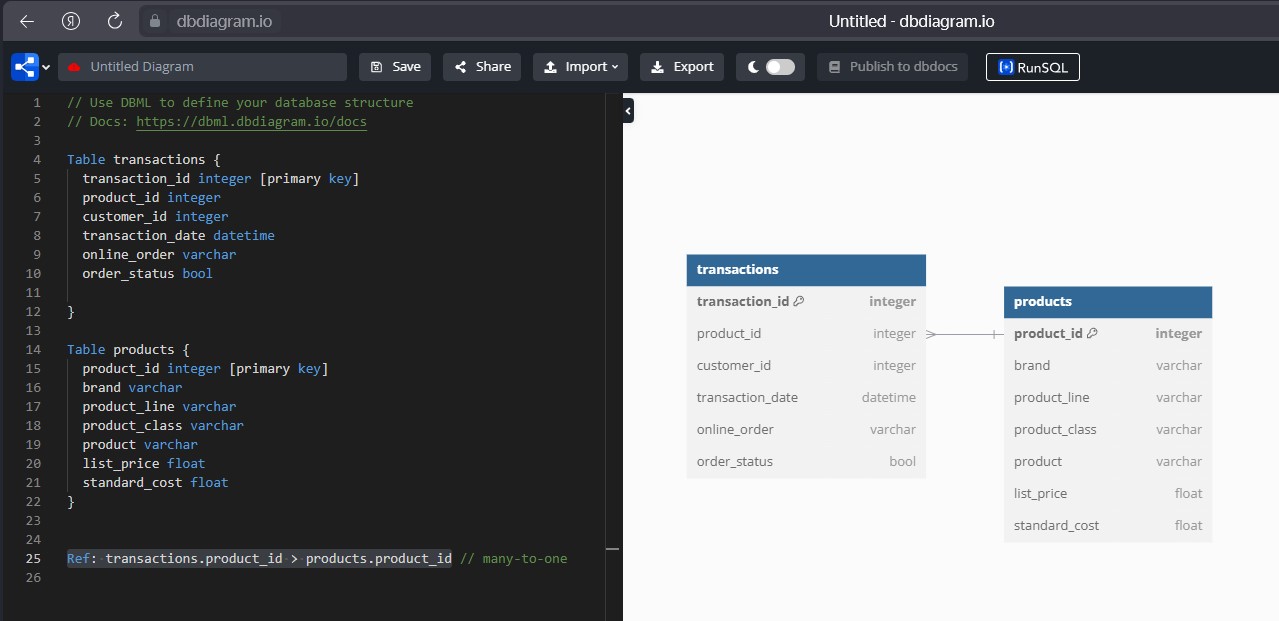 dbdiagram.io
Untitled - dbdiagram.io
Untitled Diagram
Save
Share
Import
Export
Publish to dbdocs
RunSQL
1 // Use DBML to define your database structure
2 // Docs: https://dbml.dbdiagram.io/docs
3
4 Table transactions {
5 transaction_id integer [primary key]
6 product_id integer
7 customer_id integer
8 transaction_date datetime
9 online_order varchar
10 order_status bool
11
12 }
13
14 Table products {
15 product_id integer [primary key]
16 brand varchar
17 product_line varchar
18 product_class varchar
19 product varchar
20 list_price float
21 standard_cost float
22 }
23
24
25 Ref: transactions.product_id > products.product_id // many-to-one
26
transactions
transaction_id integer
product_id integer
customer_id integer
transaction_date datetime
online_order varchar
order_status bool
products
product_id integer
brand varchar
product_line varchar
product_class varchar
product varchar
list_price float
standard_cost float